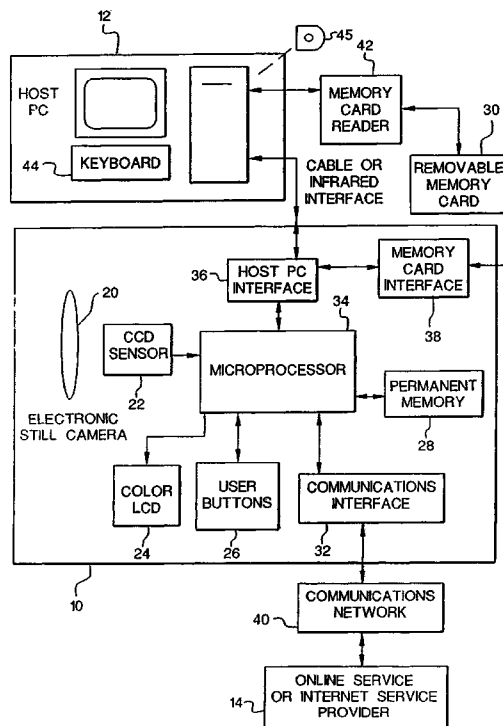 12
45
42
HOST
PC
MEMORY
CARD
READER
30
44
KEYBOARD
CABLE OR
INFRARED
INTERFACE
REMOVABLE
MEMORY
CARD
20
36
HOST PC
INTERFACE
MEMORY
CARD
INTERFACE
38
34
CCD
SENSOR
22
MICROPROCESSOR
PERMANENT
MEMORY
28
ELECTRONIC
STILL CAMERA
COLOR
LCD
24
USER
BUTTONS
26
COMMUNICATIONS
INTERFACE
32
10
COMMUNICATIONS
NETWORK
40
ONLINE SERVICE
OR INTERNET SERVICE
PROVIDER
14